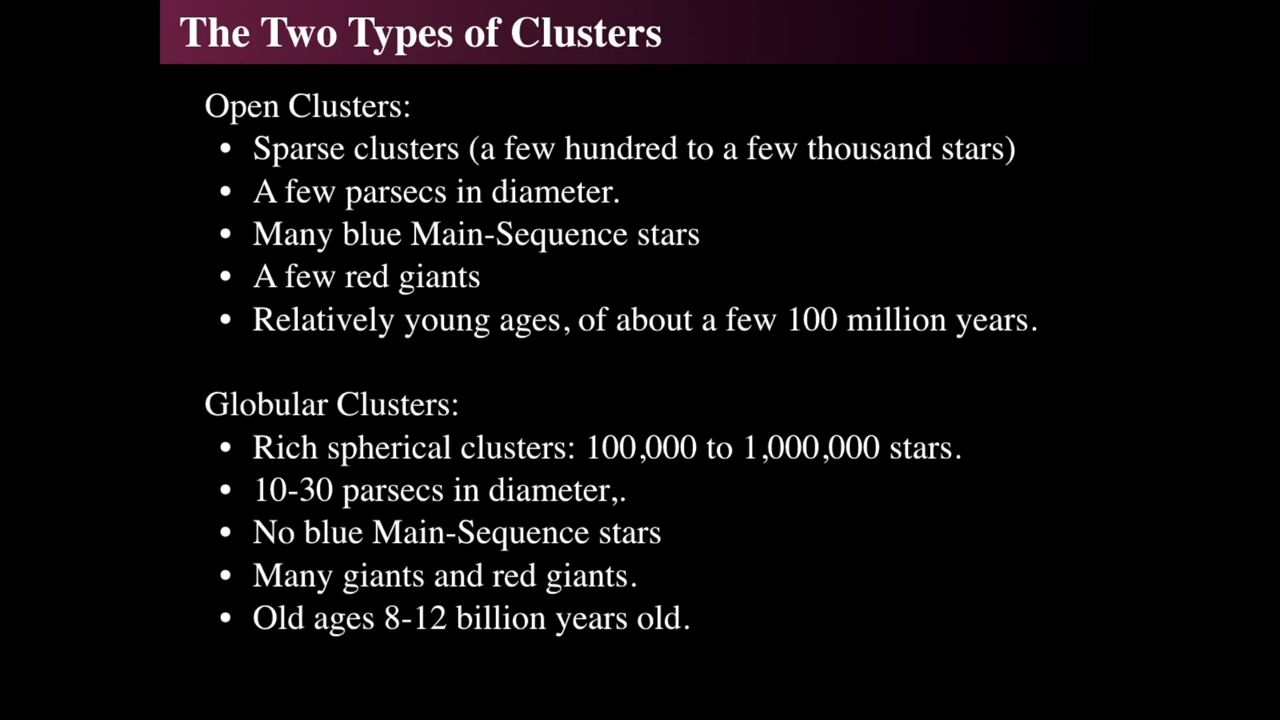 The Two Types of Clusters
Open Clusters:
• Sparse clusters (a few hundred to a few thousand stars)
• A few parsecs in diameter.
• Many blue Main-Sequence stars
• A few red giants
• Relatively young ages, of about a few 100 million years.
Globular Clusters:
• Rich spherical clusters: 100,000 to 1,000,000 stars.
• 10-30 parsecs in diameter,.
• No blue Main-Sequence stars
• Many giants and red giants.
• Old ages 8-12 billion years old.